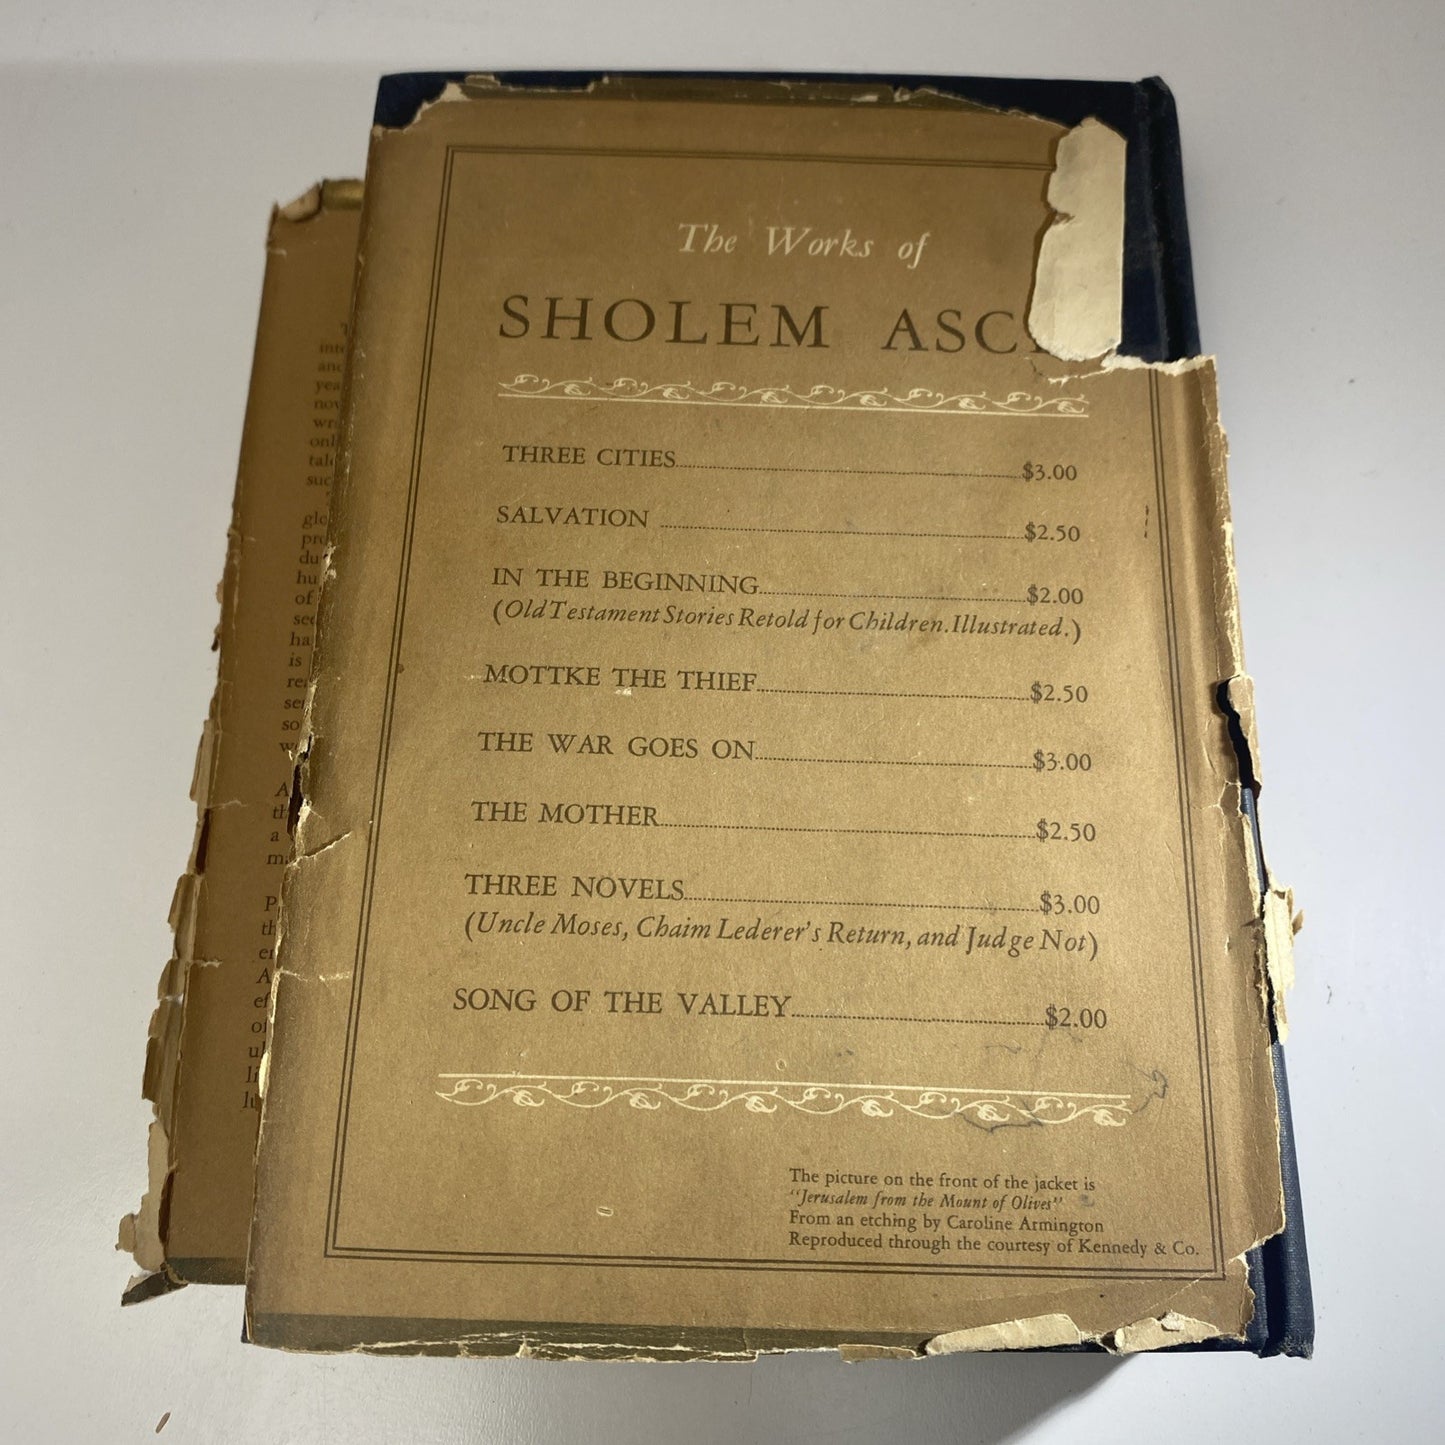 The Works of
SHOLEM ASC
THREE CITIES $3.00
SALVATION $2.50
IN THE BEGINNING $2.00
(Old Testament Stories Retold for Children. Illustrated.)
MOTTKE THE THIEF $2.50
THE WAR GOES ON $3.00
THE MOTHER $2.50
THREE NOVELS $3.00
(Uncle Moses, Chaim Lederer's Return, and Judge Not)
SONG OF THE VALLEY $2.00
The picture on the front of the jacket is
"Jerusalem from the Mount of Olives"
From an etching by Caroline Armington
Reproduced through the courtesy of Kennedy & Co.